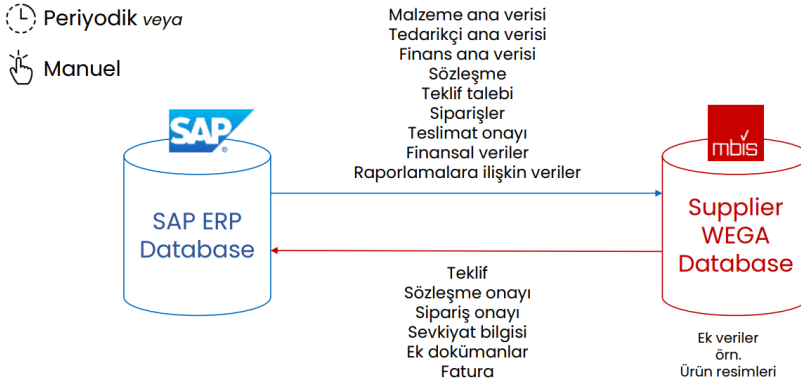 Periyodik veya
Manuel
Malzeme ana verisi
Tedarikçi ana verisi
Finans ana verisi
Sözleşme
Teklif talebi
Siparişler
Teslimat onayı
Finansal veriler
Raporlamalara ilişkin veriler
SAP®
SAP ERP
Database
mbis
Supplier
WEGA
Database
Teklif
Sözleşme onayı
Sipariş onayı
Sevkiyat bilgisi
Ek dokümanlar
Fatura
Ek veriler
örn.
Ürün resimleri